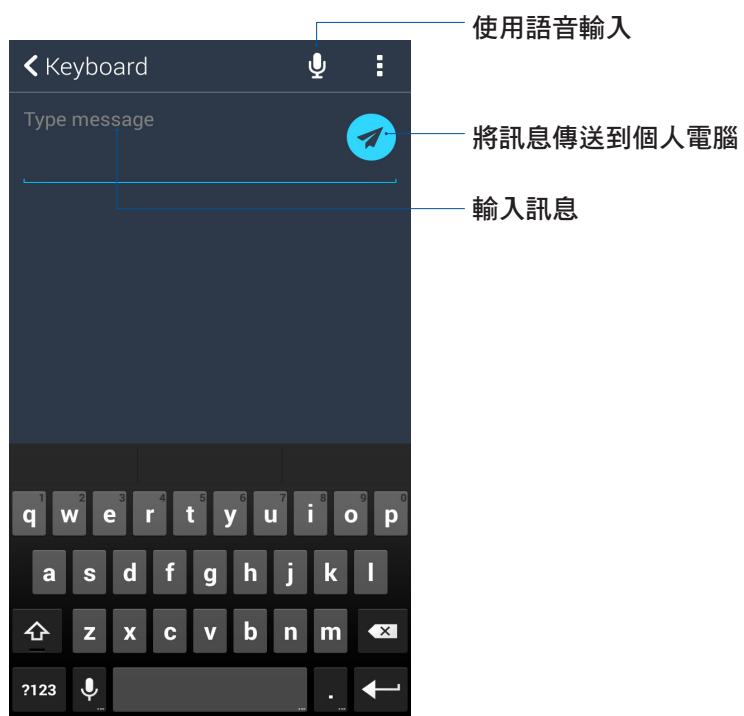 使用語音輸入
Keyboard
Type message
將訊息傳送到個人電腦
輸入訊息
1 2 3 4 5 6 7 8 9 0
q w e r t y u i o p
a s d f g h j k l
z x c v b n m
?123 .